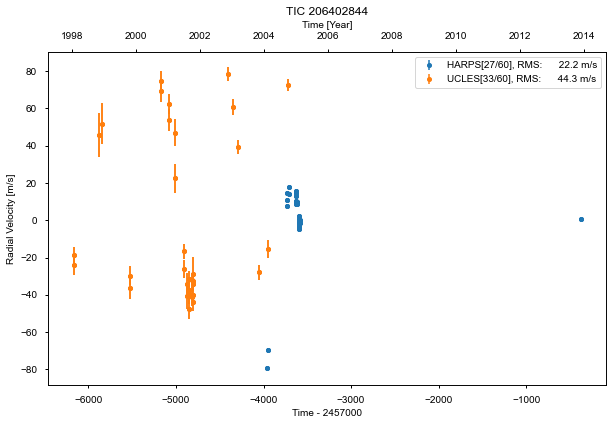 TIC 206402844
Time [Year]
1998 2000 2002 2004 2006 2008 2010 2012 2014
HARPS[27/60], RMS: 22.2 m/s
UCLES[33/60], RMS: 44.3 m/s
80
60
40
20
0
−20
−40
−60
−80
Radial Velocity [m/s]
−6000 −5000 −4000 −3000 −2000 −1000
Time - 2457000